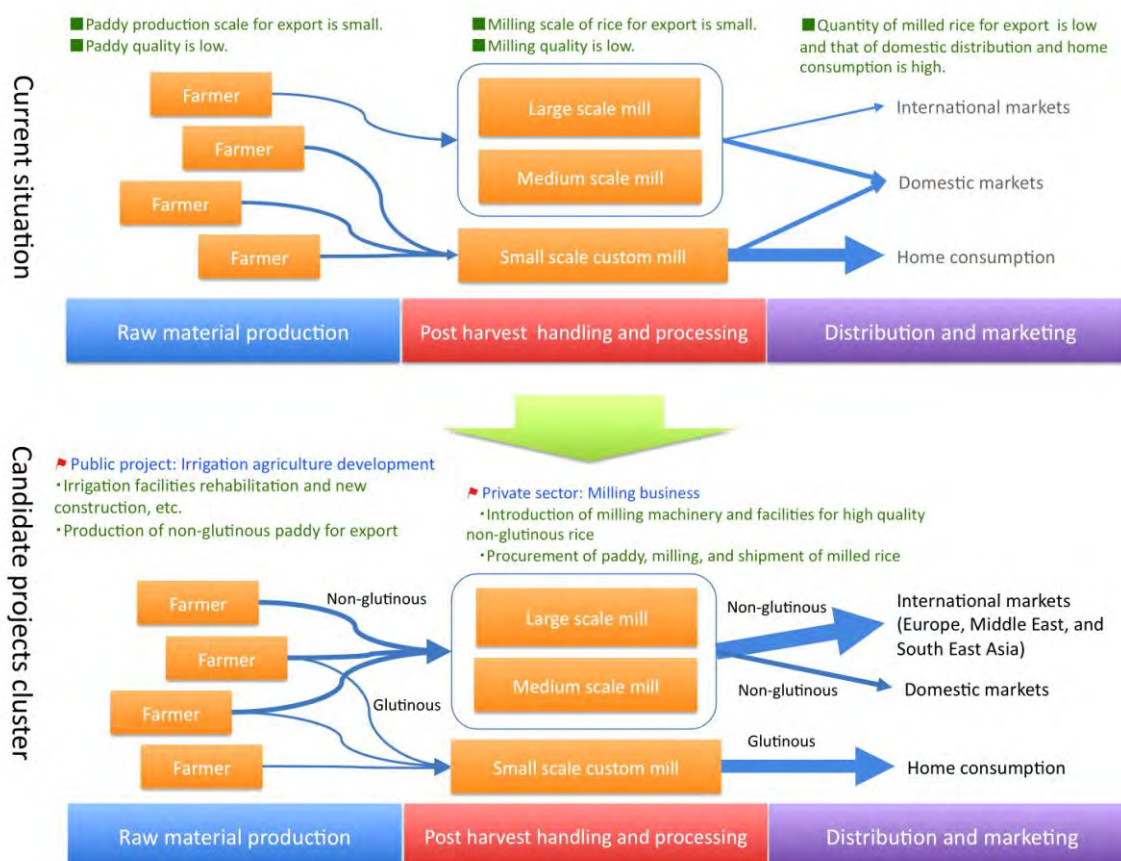 ■Paddy production scale for export is small.
■Paddy quality is low.
■Milling scale of rice for export is small.
■Milling quality is low.
■Quantity of milled rice for export is low
and that of domestic distribution and home
consumption is high.
Current situation
Farmer
Farmer
Farmer
Farmer
Large scale mill
Medium scale mill
Small scale custom mill
International markets
Domestic markets
Home consumption
Raw material production
Post harvest handling and processing
Distribution and marketing
Candidate projects cluster
Public project: Irrigation agriculture development
・Irrigation facilities rehabilitation and new
construction, etc.
・Production of non-glutinous paddy for export
Private sector: Milling business
・Introduction of milling machinery and facilities for high quality
non-glutinous rice
・Procurement of paddy, milling, and shipment of milled rice
Farmer
Farmer
Farmer
Farmer
Non-glutinous
Glutinous
Large scale mill
Medium scale mill
Small scale custom mill
Non-glutinous
Non-glutinous
Glutinous
International markets
(Europe, Middle East, and
South East Asia)
Domestic markets
Home consumption
Raw material production
Post harvest handling and processing
Distribution and marketing